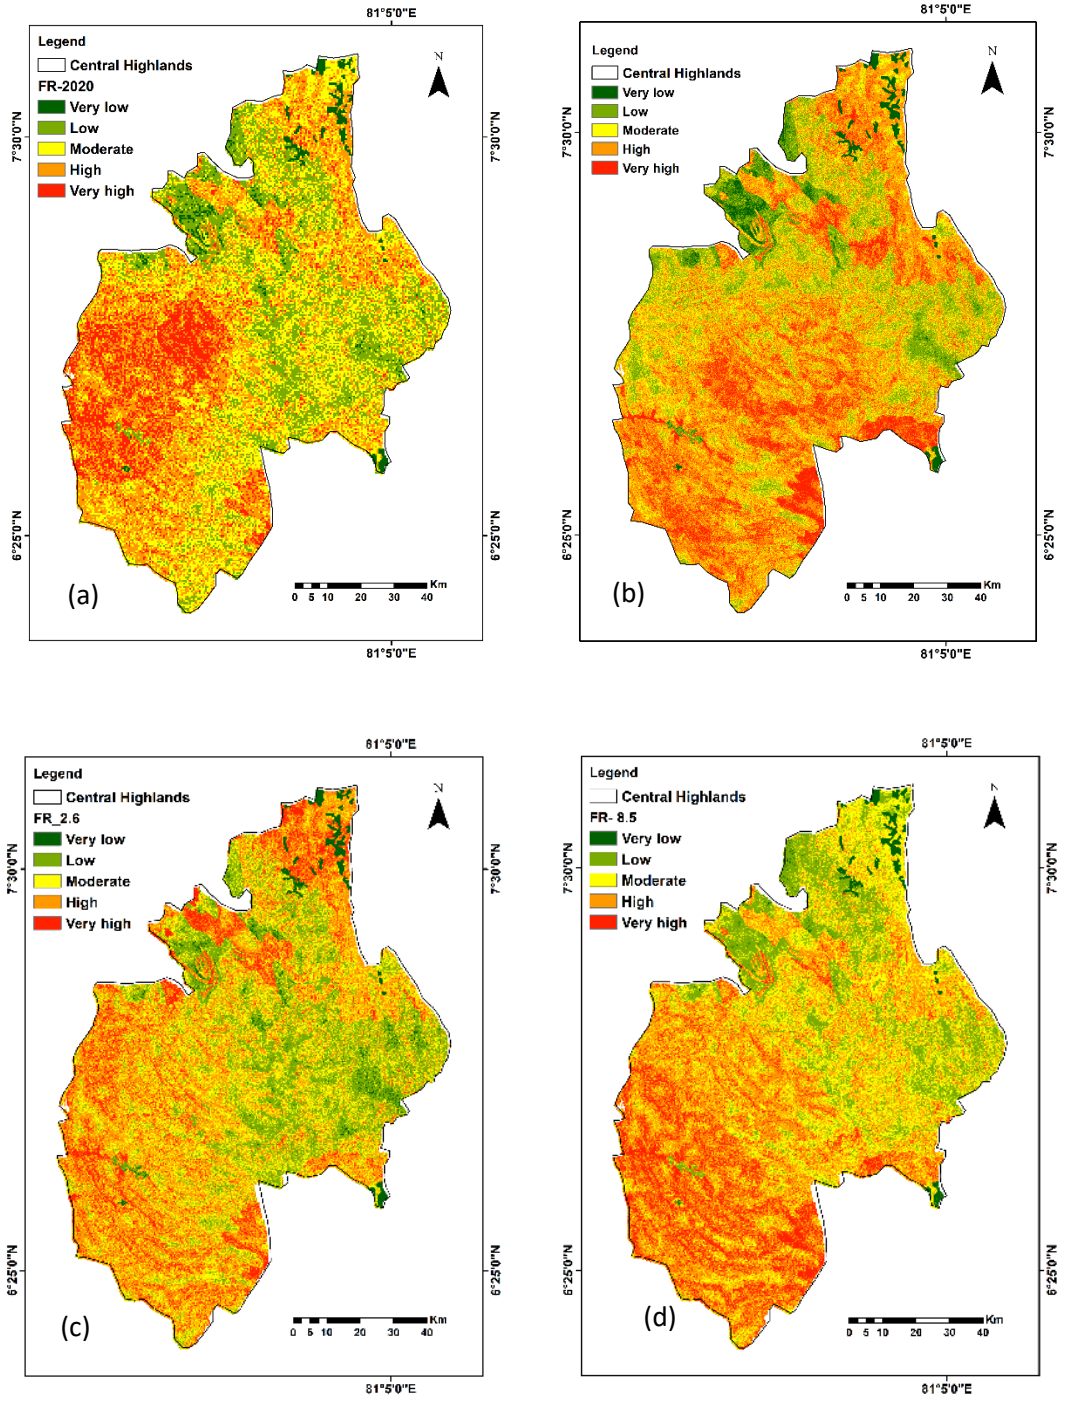 81°5'0"E
Legend
Central Highlands
FR-2020
Very low
Low
Moderate
High
Very high
N
7°30'0"N
7°30'0"N
6°25'0"N
6°25'0"N
(a)
Km
0 5 10 20 30 40
81°5'0"E
81°5'0"E
Legend
Central Highlands
Very low
Low
Moderate
High
Very high
N
7°30'0"N
7°30'0"N
6°25'0"N
6°25'0"N
(b)
Km
0 5 10 20 30 40
81°5'0"E
81°5'0"E
Legend
Central Highlands
FR_2.6
Very low
Low
Moderate
High
Very high
N
7°30'0"N
7°30'0"N
6°25'0"N
6°25'0"N
(c)
Km
0 5 10 20 30 40
81°5'0"E
81°5'0"E
Legend
Central Highlands
FR- 8.5
Very low
Low
Moderate
High
Very high
N
7°30'0"N
7°30'0"N
6°25'0"N
6°25'0"N
(d)
Km
0 5 10 20 30 40
81°5'0"E